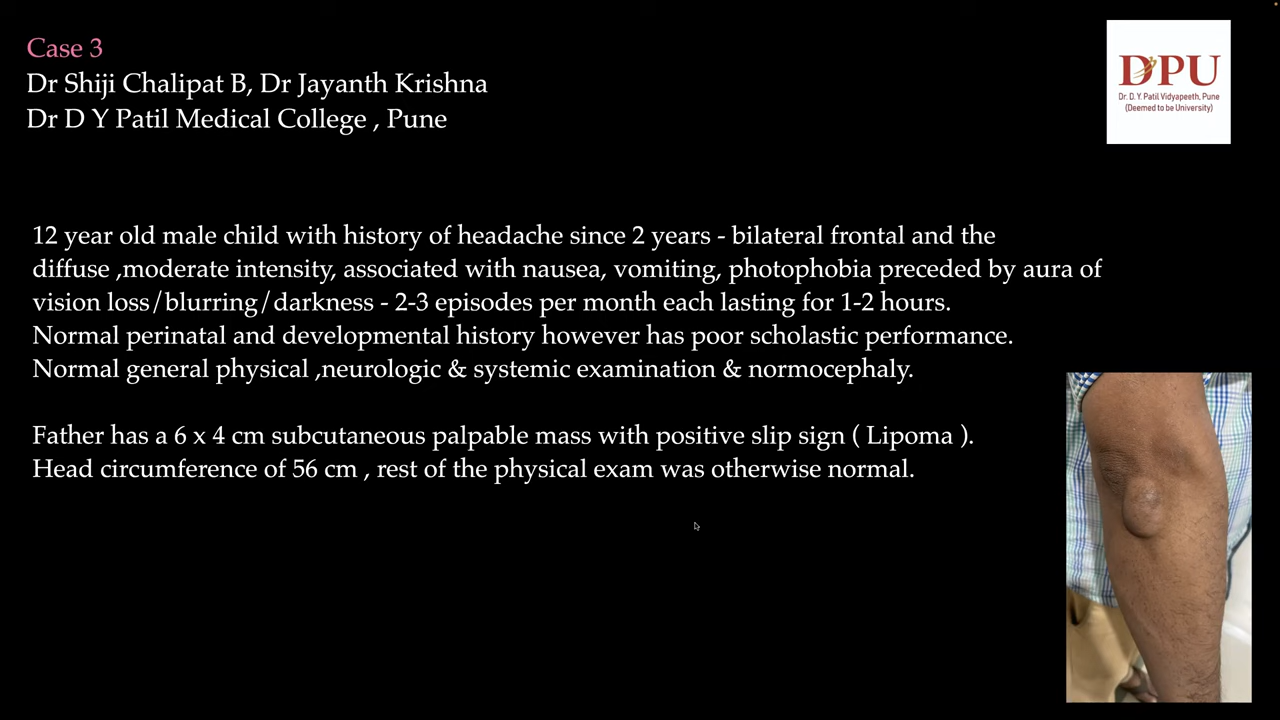 Case 3
Dr Shiji Chalipat B, Dr Jayanth Krishna
Dr D Y Patil Medical College , Pune
DPU
Dr. D. Y. Patil Vidyapeeth, Pune
(Deemed to be University)
12 year old male child with history of headache since 2 years - bilateral frontal and the
diffuse ,moderate intensity, associated with nausea, vomiting, photophobia preceded by aura of
vision loss/blurring/darkness - 2-3 episodes per month each lasting for 1-2 hours.
Normal perinatal and developmental history however has poor scholastic performance.
Normal general physical ,neurologic & systemic examination & normocephaly.
Father has a 6 x 4 cm subcutaneous palpable mass with positive slip sign ( Lipoma ).
Head circumference of 56 cm , rest of the physical exam was otherwise normal.